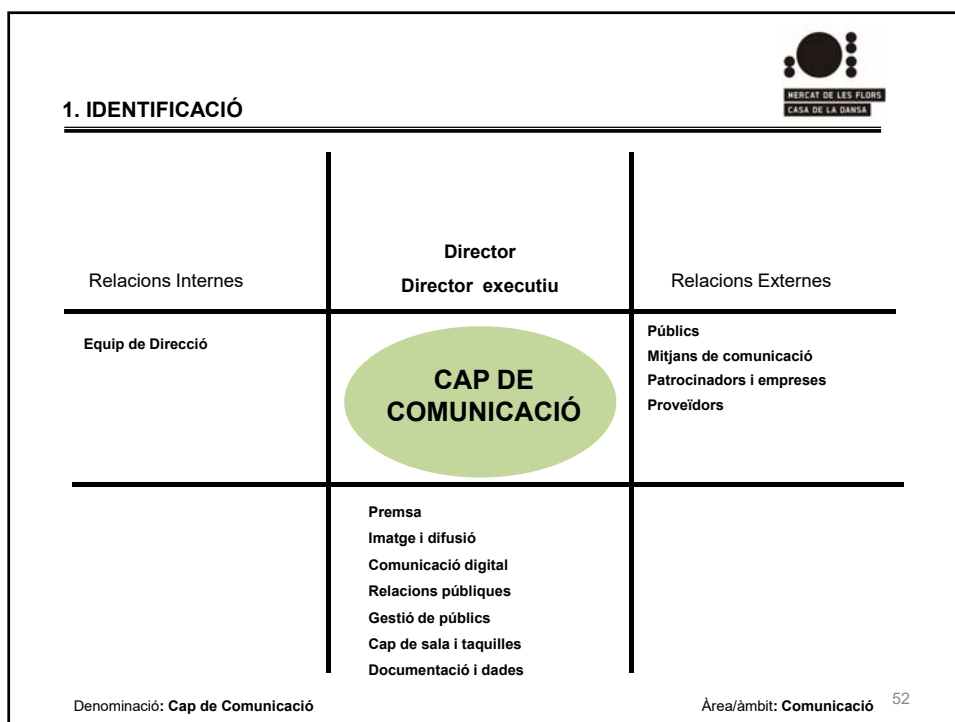 MERCAT DE LES FLORS
CASA DE LA DANSA
1. IDENTIFICACIÓ
Relacions Internes
Director
Director executiu
Relacions Externes
Equip de Direcció
CAP DE
COMUNICACIÓ
Públics
Mitjans de comunicació
Patrocinadors i empreses
Proveïdors
Premsa
Imatge i difusió
Comunicació digital
Relacions públiques
Gestió de públics
Cap de sala i taquilles
Documentació i dades
Denominació: Cap de Comunicació
Àrea/àmbit: Comunicació
52